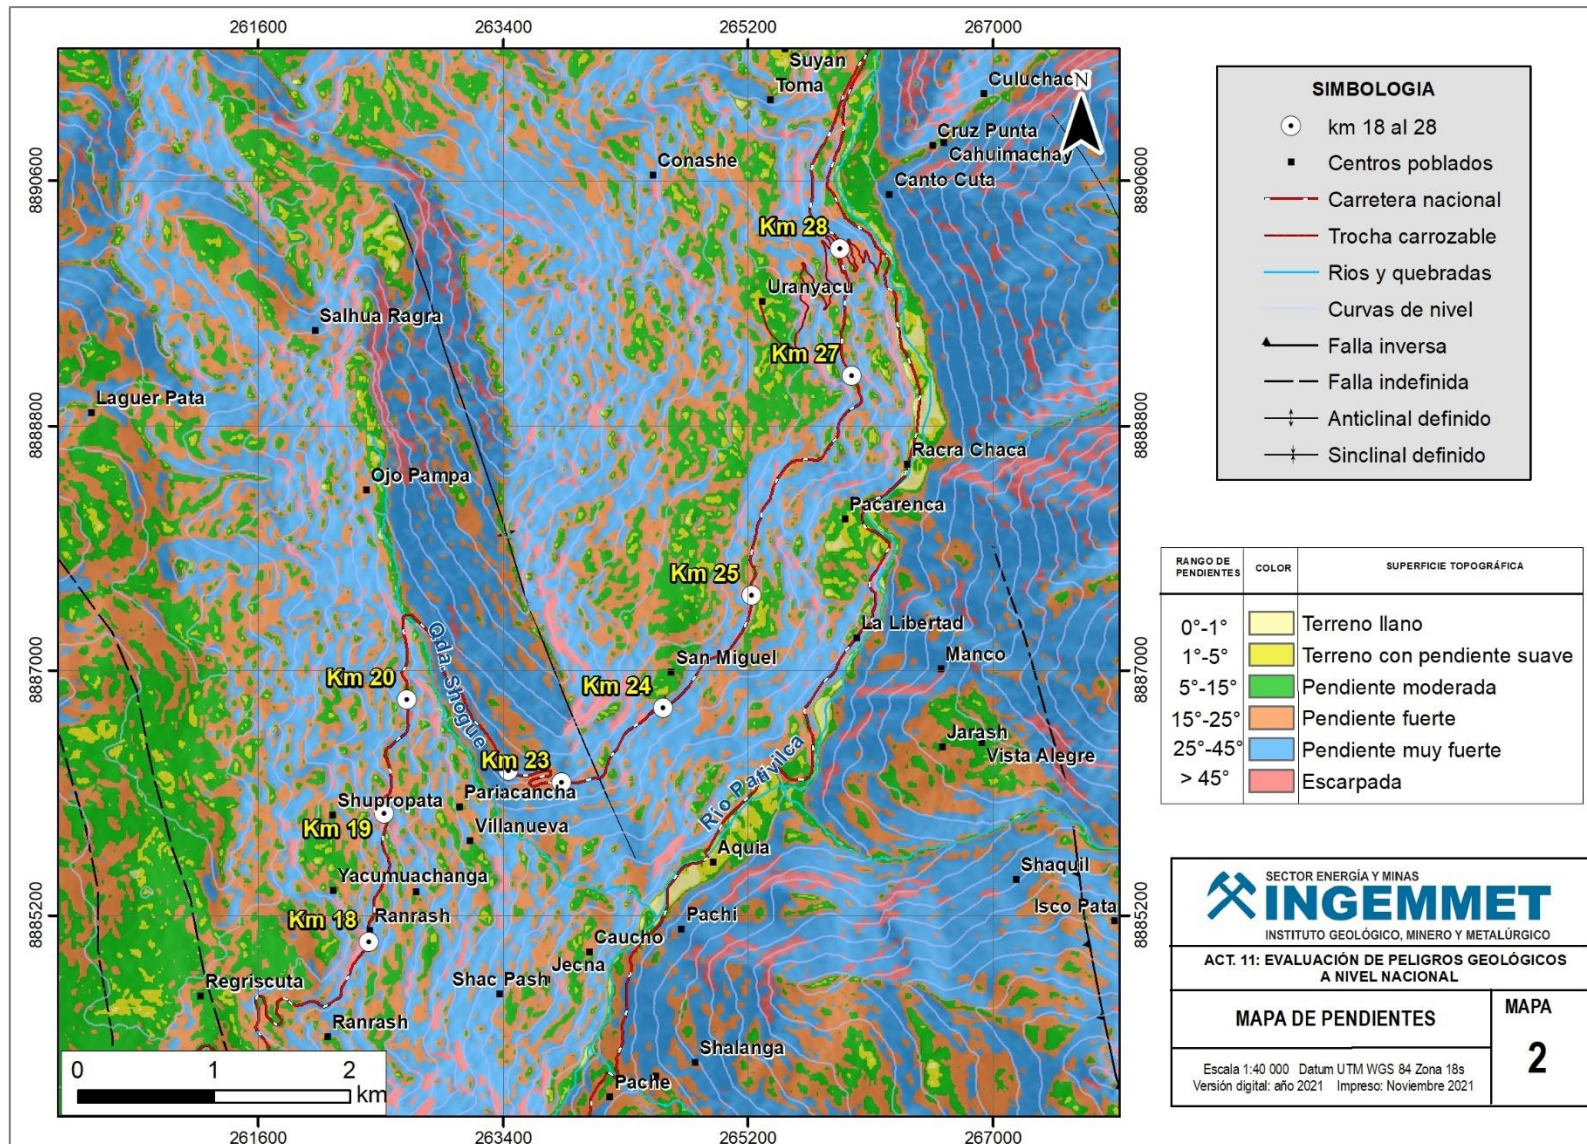 261600
263400
265200
267000
Suyan
Toma
Culuchac
N
Cruz Punta
Cahuimachay
Conashe
8890600
8890600
Canto Cuta
Km 28
Uranyacu
Salhua Ragra
Km 27
Laguer Pata
8888800
8888800
Racra Chaca
Ojo Pampa
Pacarenca
Km 25
La Libertad
Qda. Shogue
San Miguel
Manco
8887000
8887000
Km 20
Km 24
Jarash
Vista Alegre
Km 23
Rio Pativilca
Pariacancha
Shupropata
Km 19
Villanueva
Aquia
Shaquil
Yacumuachanga
Isco Pata
Km 18
Ranrash
Pachi
8885200
8885200
Caucho
Jecna
Shac Pash
Regriscuta
Ranrash
Shalanga
Pache
0 1 2
km
261600
263400
265200
267000
SIMBOLOGIA
km 18 al 28
Centros poblados
Carretera nacional
Trocha carrozable
Rios y quebradas
Curvas de nivel
Falla inversa
Falla indefinida
Anticlinal definido
Sinclinal definido
RANGO DE PENDIENTES COLOR SUPERFICIE TOPOGRÁFICA
0°-1° Terreno llano
1°-5° Terreno con pendiente suave
5°-15° Pendiente moderada
15°-25° Pendiente fuerte
25°-45° Pendiente muy fuerte
> 45° Escarpada
SECTOR ENERGÍA Y MINAS
INGEMMET
INSTITUTO GEOLÓGICO, MINERO Y METALÚRGICO
ACT. 11: EVALUACIÓN DE PELIGROS GEOLÓGICOS
A NIVEL NACIONAL
MAPA DE PENDIENTES
MAPA
2
Escala 1:40 000 Datum UTM WGS 84 Zona 18s
Versión digital: año 2021 Impreso: Noviembre 2021